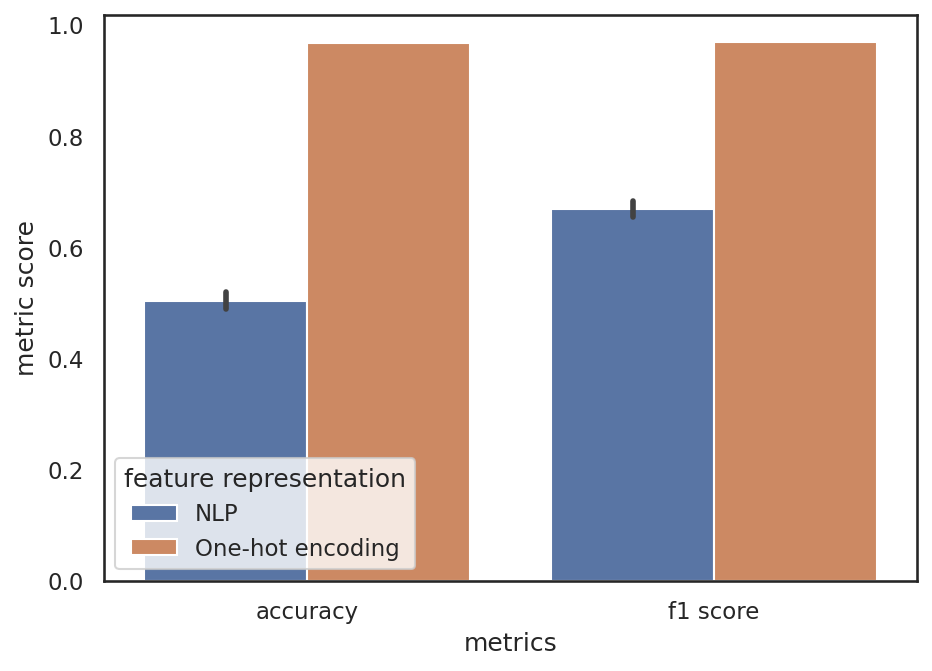 1.0
0.8
0.6
0.4
0.2
0.0
metric score
feature representation
NLP
One-hot encoding
accuracy
f1 score
metrics